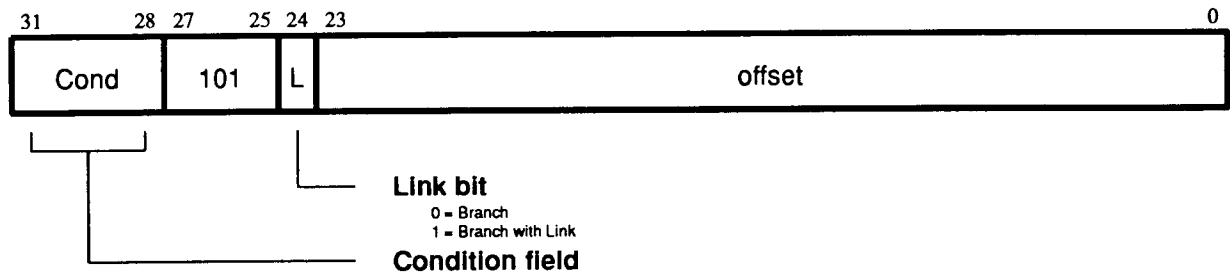 31 28 27 25 24 23 0
Cond 101 L offset
Link bit
0 = Branch
1 = Branch with Link
Condition field